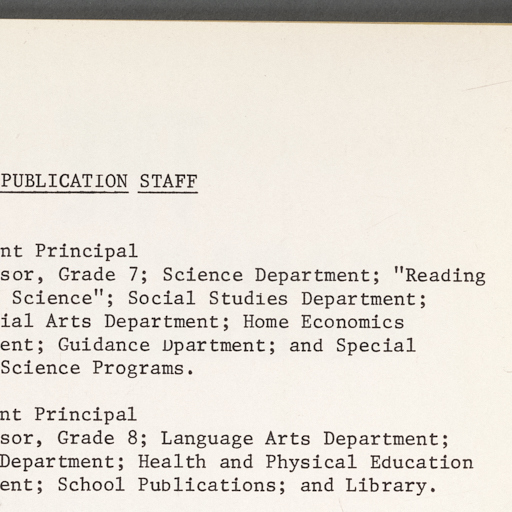 PUBLICATION STAFF
nt Principal
sor, Grade 7; Science Department; "Reading
Science"; Social Studies Department;
ial Arts Department; Home Economics
ent; Guidance Dpartment; and Special
Science Programs.
nt Principal
sor, Grade 8; Language Arts Department;
Department; Health and Physical Education
ent; School Publications; and Library.